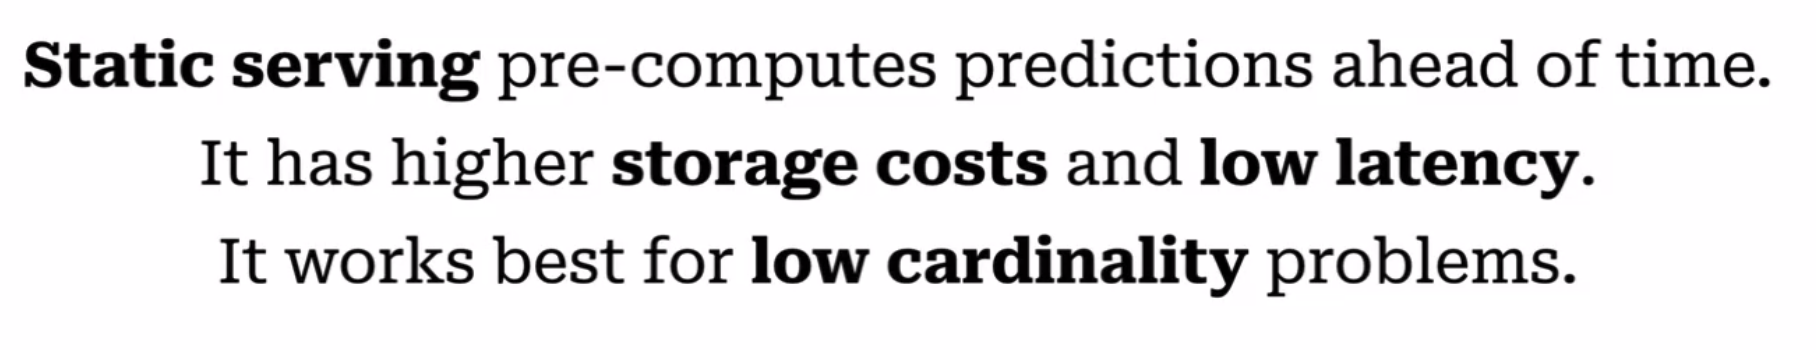 Static serving pre-computes predictions ahead of time.
It has higher storage costs and low latency.
It works best for low cardinality problems.